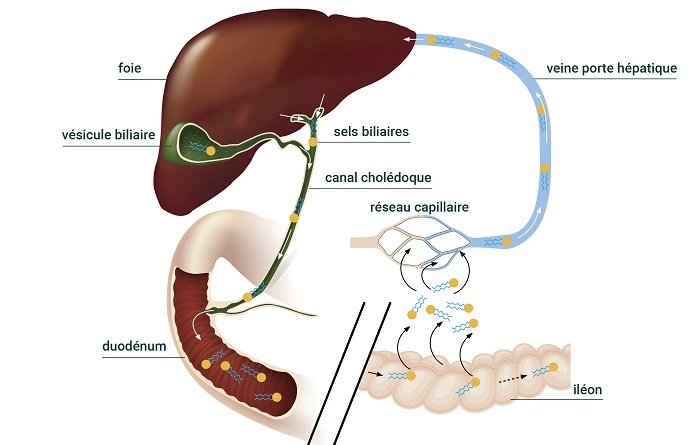 foie
veine porte hépatique
vésicule biliaire
sels biliaires
canal cholédoque
réseau capillaire
duodénum
iléon